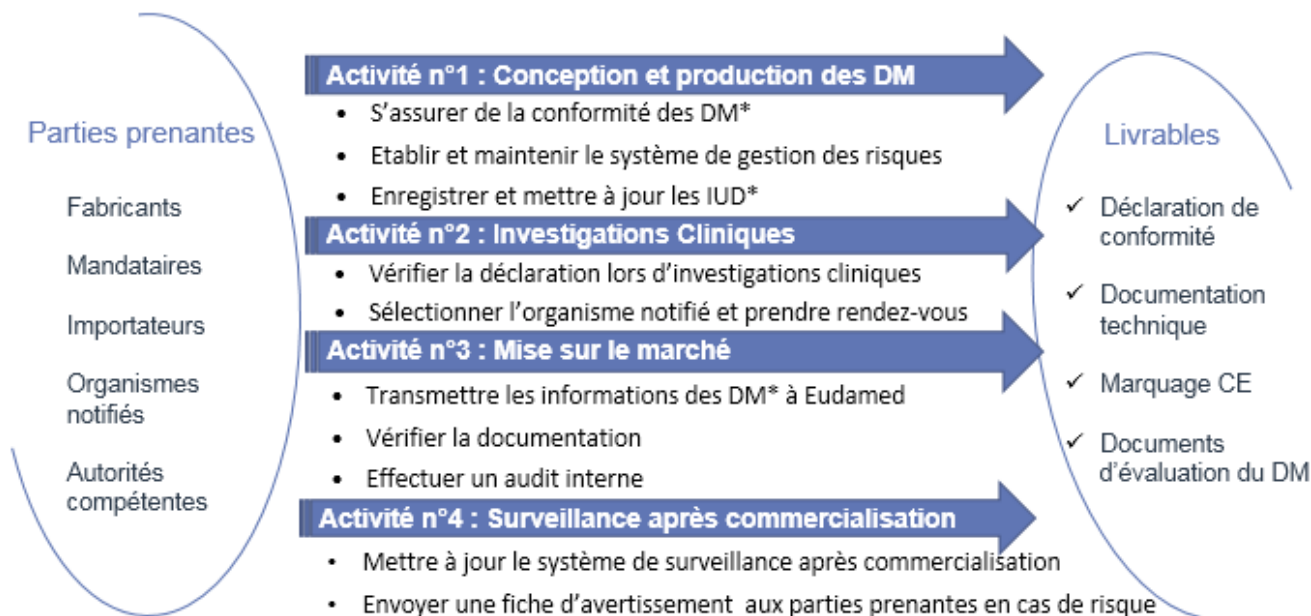 Parties prenantes
Fabricants
Mandataires
Importateurs
Organismes
notifiés
Autorités
compétentes
Activité n°1 : Conception et production des DM
• S’assurer de la conformité des DM*
• Etablir et maintenir le système de gestion des risques
• Enregistrer et mettre à jour les IUD*
Activité n°2 : Investigations Cliniques
• Vérifier la déclaration lors d’investigations cliniques
• Sélectionner l’organisme notifié et prendre rendez-vous
Activité n°3 : Mise sur le marché
• Transmettre les informations des DM* à Eudamed
• Vérifier la documentation
• Effectuer un audit interne
Activité n°4 : Surveillance après commercialisation
• Mettre à jour le système de surveillance après commercialisation
• Envoyer une fiche d’avertissement aux parties prenantes en cas de risque
Livrables
✓ Déclaration de
conformité
✓ Documentation
technique
✓ Marquage CE
✓ Documents
d’évaluation du DM